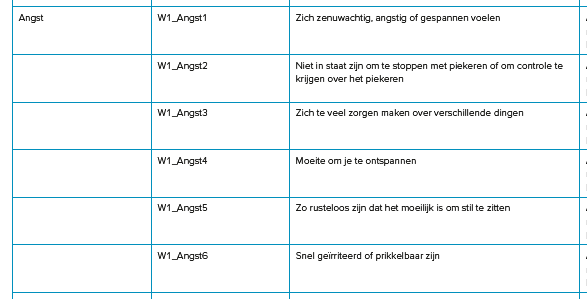 Angst W1_Angst1 Zich zenuwachtig, angstig of gespannen voelen
W1_Angst2 Niet in staat zijn om te stoppen met piekeren of om controle te
krijgen over het piekeren
W1_Angst3 Zich te veel zorgen maken over verschillende dingen
W1_Angst4 Moeite om je te ontspannen
W1_Angst5 Zo rusteloos zijn dat het moeilijk is om stil te zitten
W1_Angst6 Snel geïrriteerd of prikkelbaar zijn